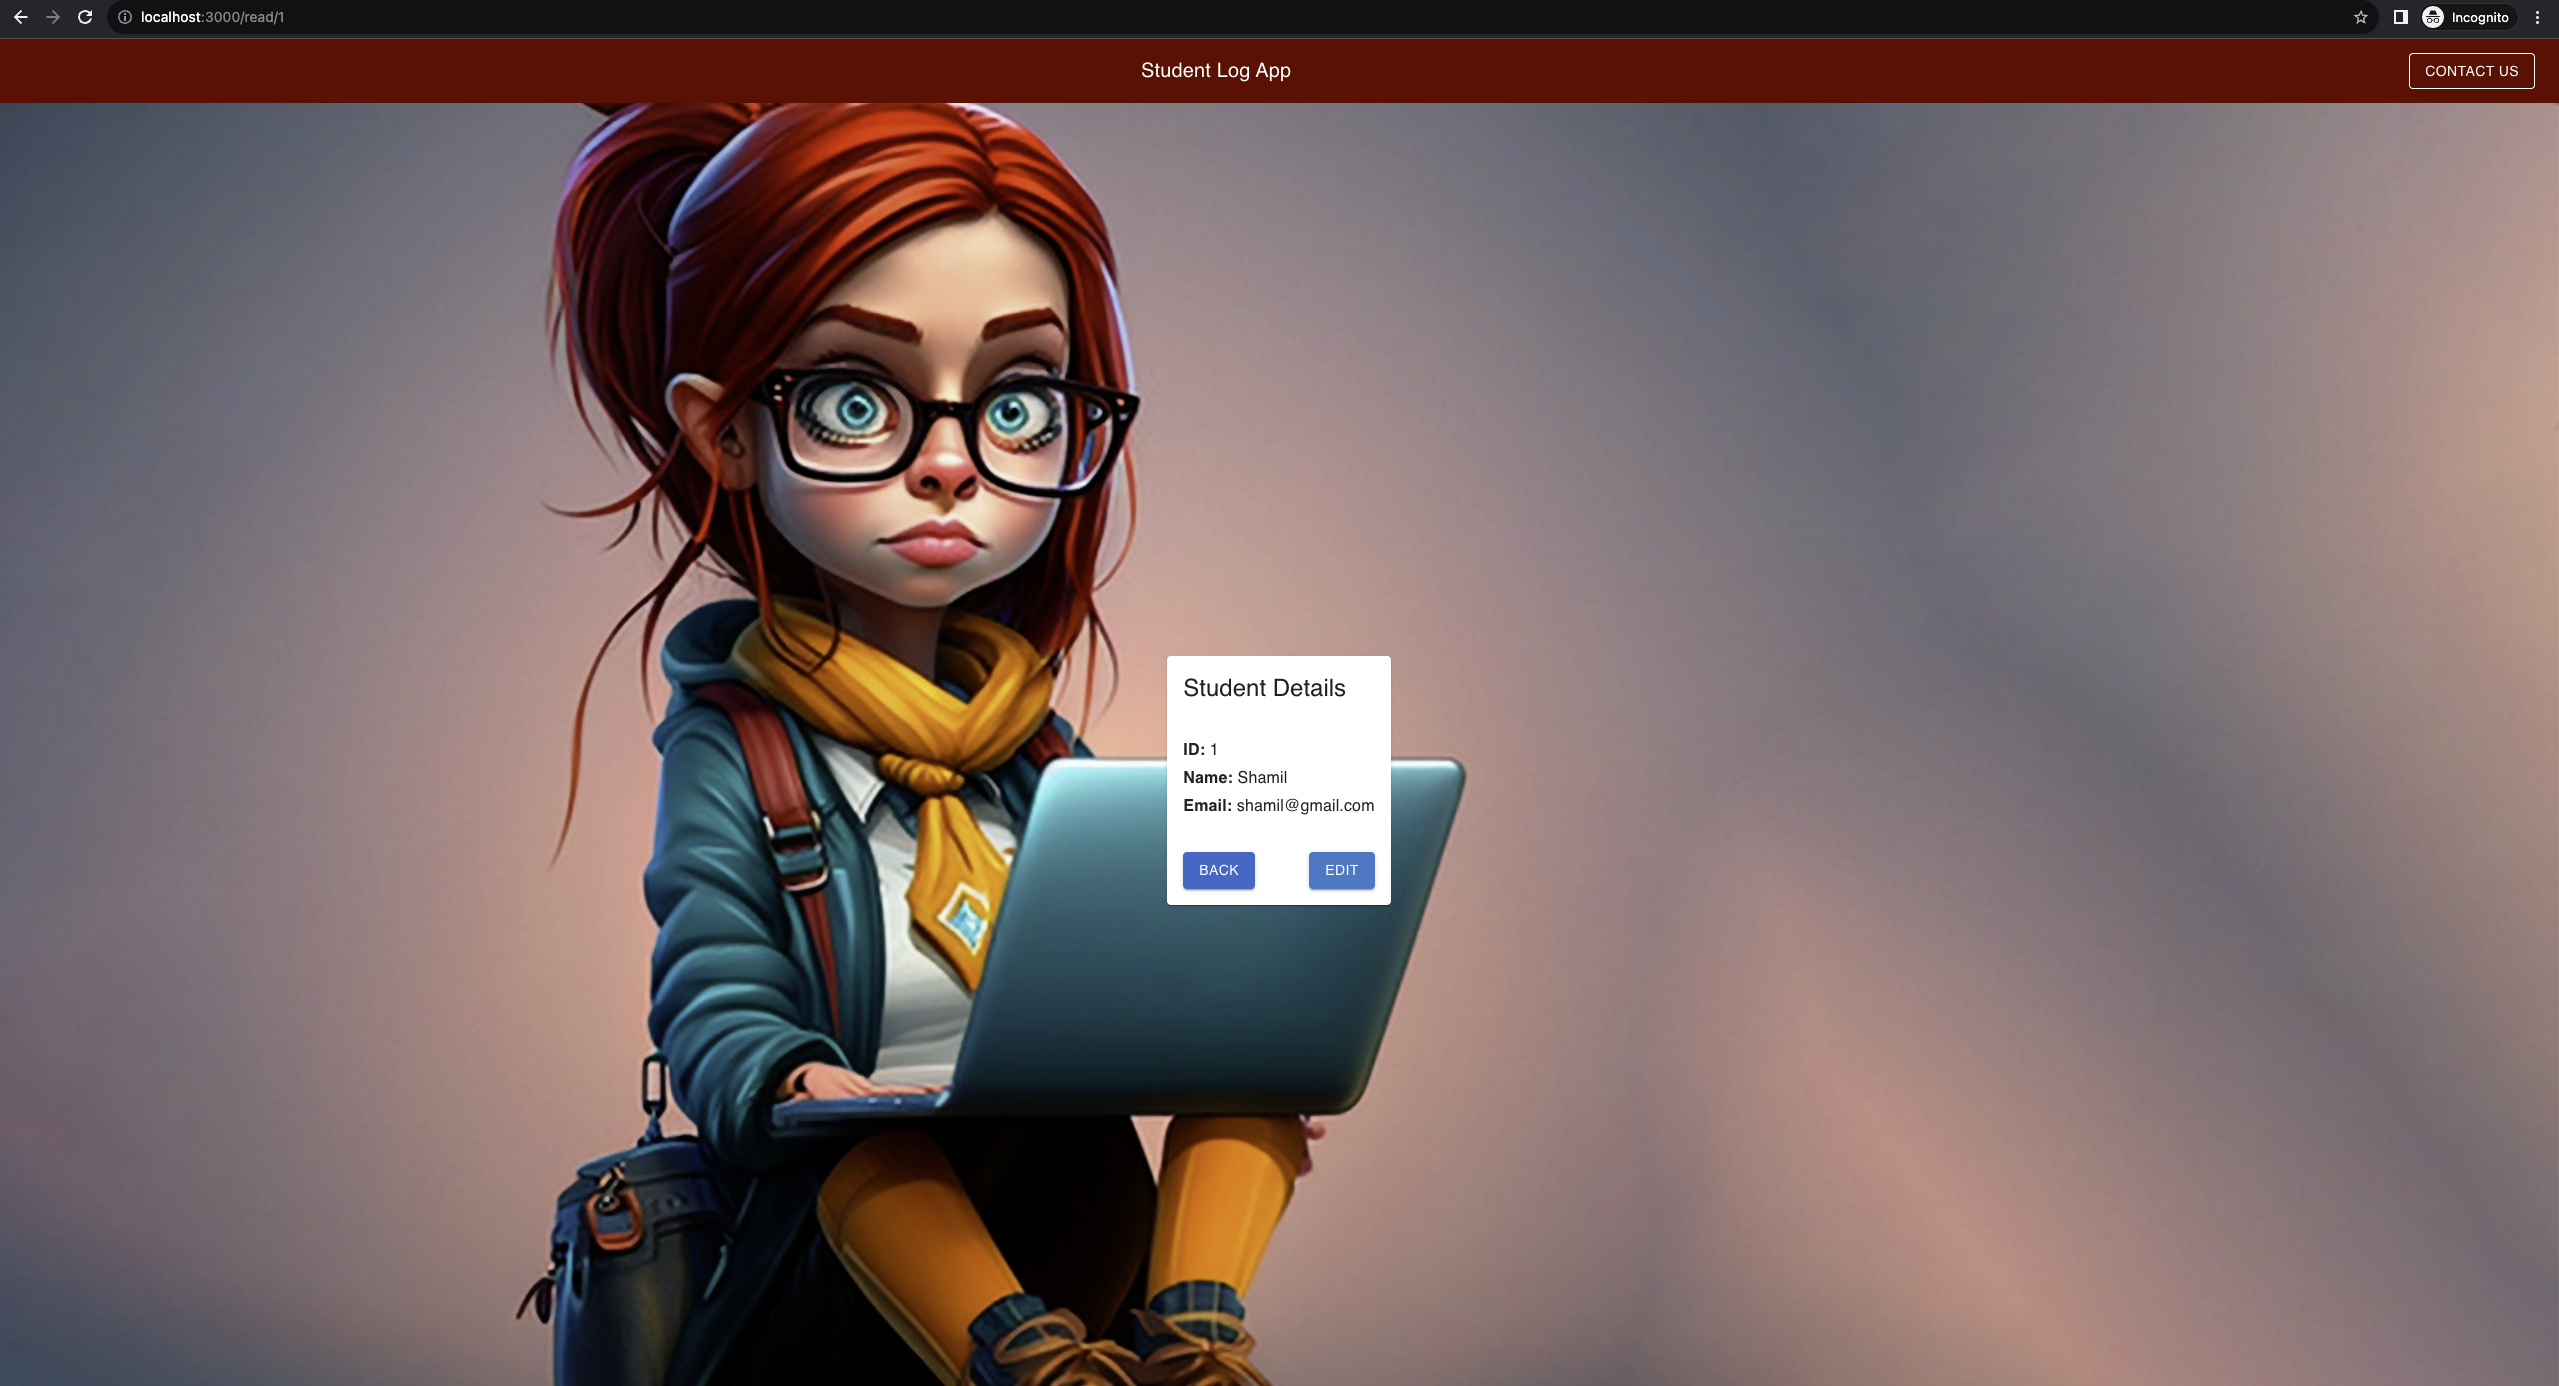 localhost:3000/read/1
Incognito
Student Log App
CONTACT US
Student Details
ID: 1
Name: Shamil
Email: shamil@gmail.com
BACK
EDIT